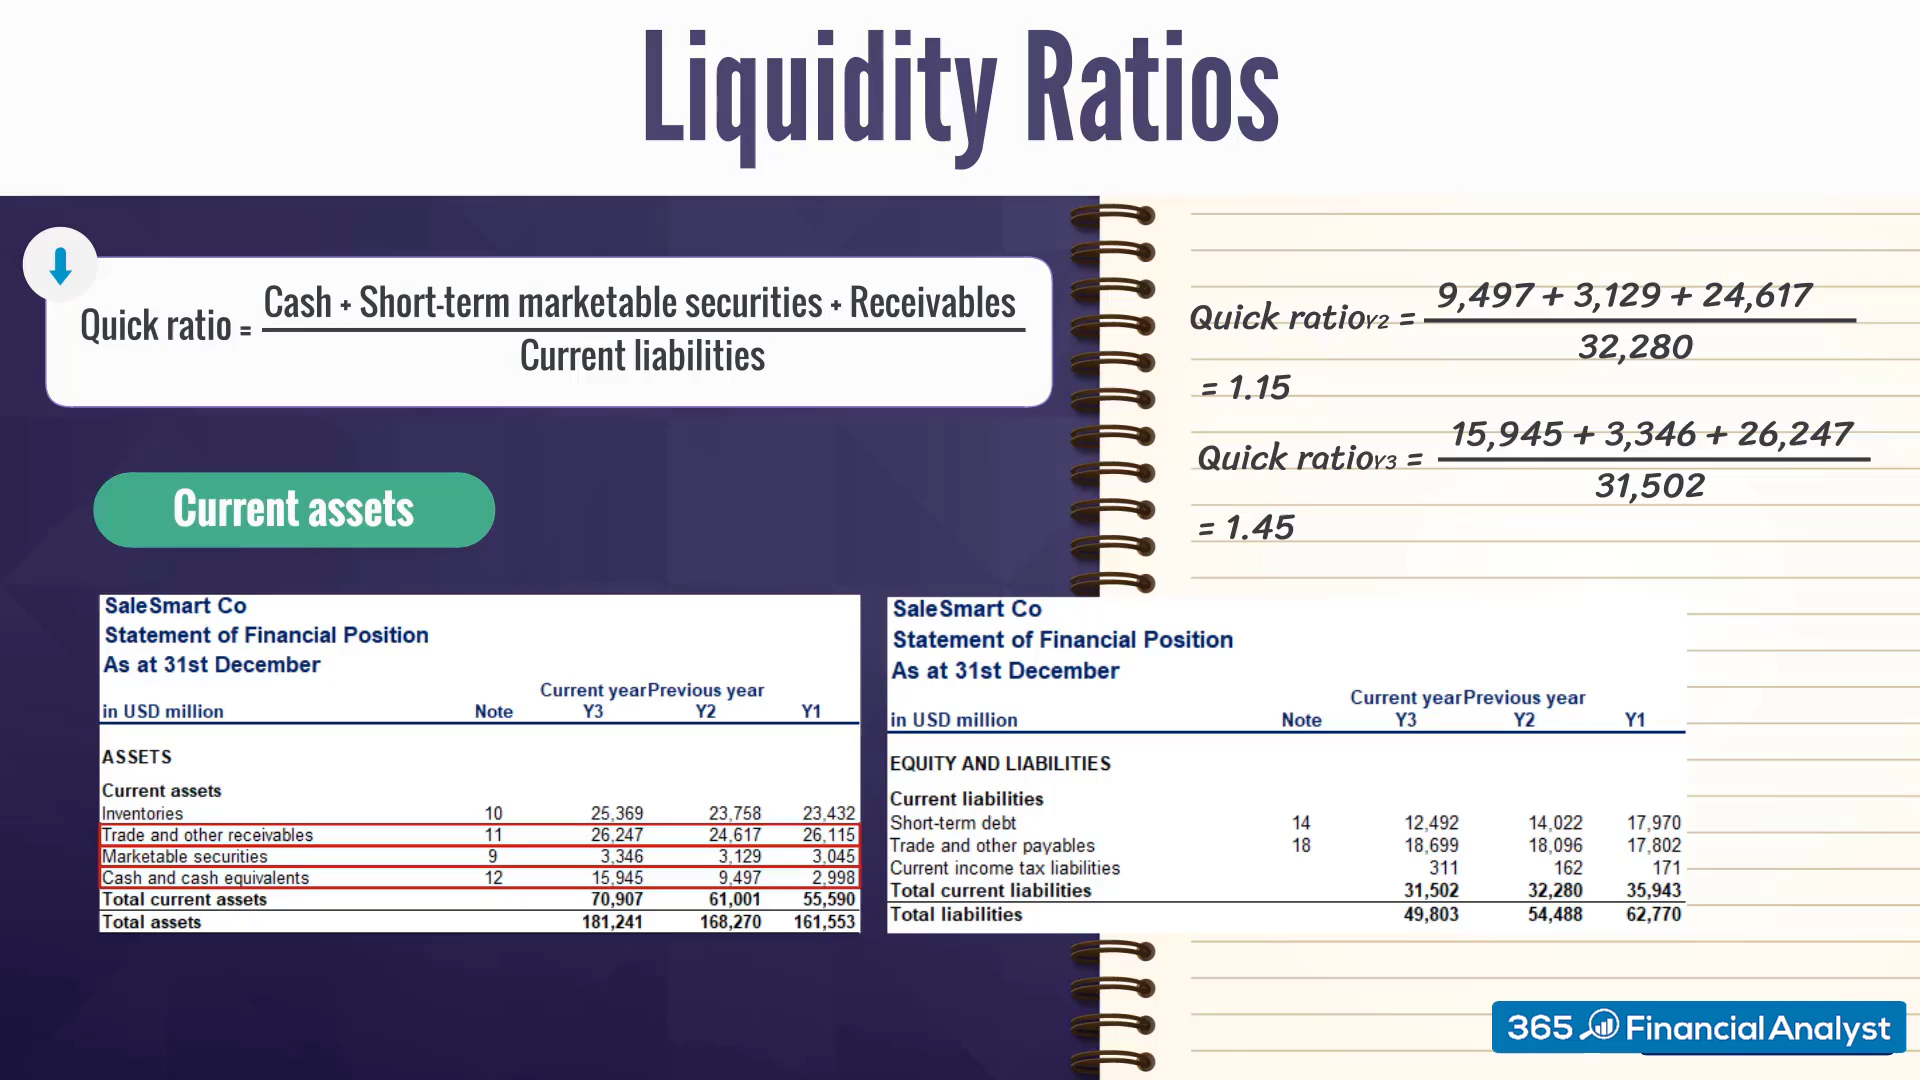 Liquidity Ratios
Quick ratio = Cash + Short-term marketable securities + Receivables
Current liabilities
Current assets
Quick ratioY2 = 9,497 + 3,129 + 24,617
32,280
= 1.15
Quick ratioY3 = 15,945 + 3,346 + 26,247
31,502
= 1.45
SaleSmart Co
Statement of Financial Position
As at 31st December
Current year Previous year
in USD million Note Y3 Y2 Y1
ASSETS
Current assets
Inventories 10 25,369 23,758 23,432
Trade and other receivables 11 26,247 24,617 26,115
Marketable securities 9 3,346 3,129 3,045
Cash and cash equivalents 12 15,945 9,497 2,998
Total current assets 70,907 61,001 55,590
Total assets 181,241 168,270 161,553
SaleSmart Co
Statement of Financial Position
As at 31st December
Current year Previous year
in USD million Note Y3 Y2 Y1
EQUITY AND LIABILITIES
Current liabilities
Short-term debt 14 12,492 14,022 17,970
Trade and other payables 18 18,699 18,096 17,802
Current income tax liabilities 311 162 171
Total current liabilities 31,502 32,280 35,943
Total liabilities 49,803 54,488 62,770
365 Financial Analyst